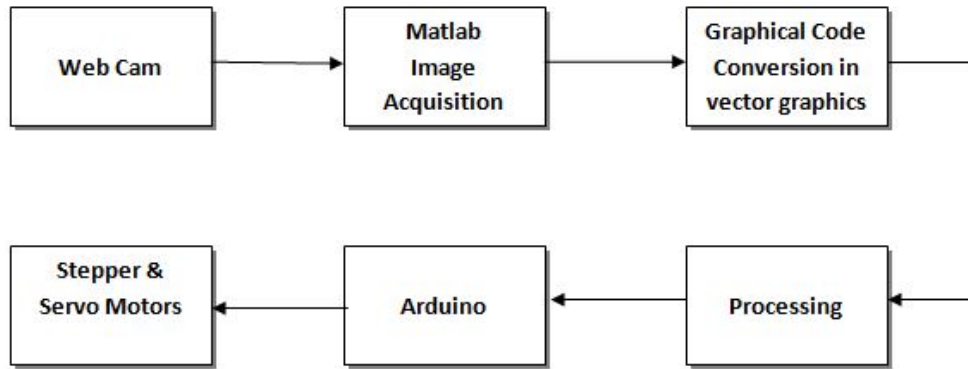 Web Cam
Matlab
Image
Acquisition
Graphical Code
Conversion in
vector graphics
Stepper &
Servo Motors
Arduino
Processing